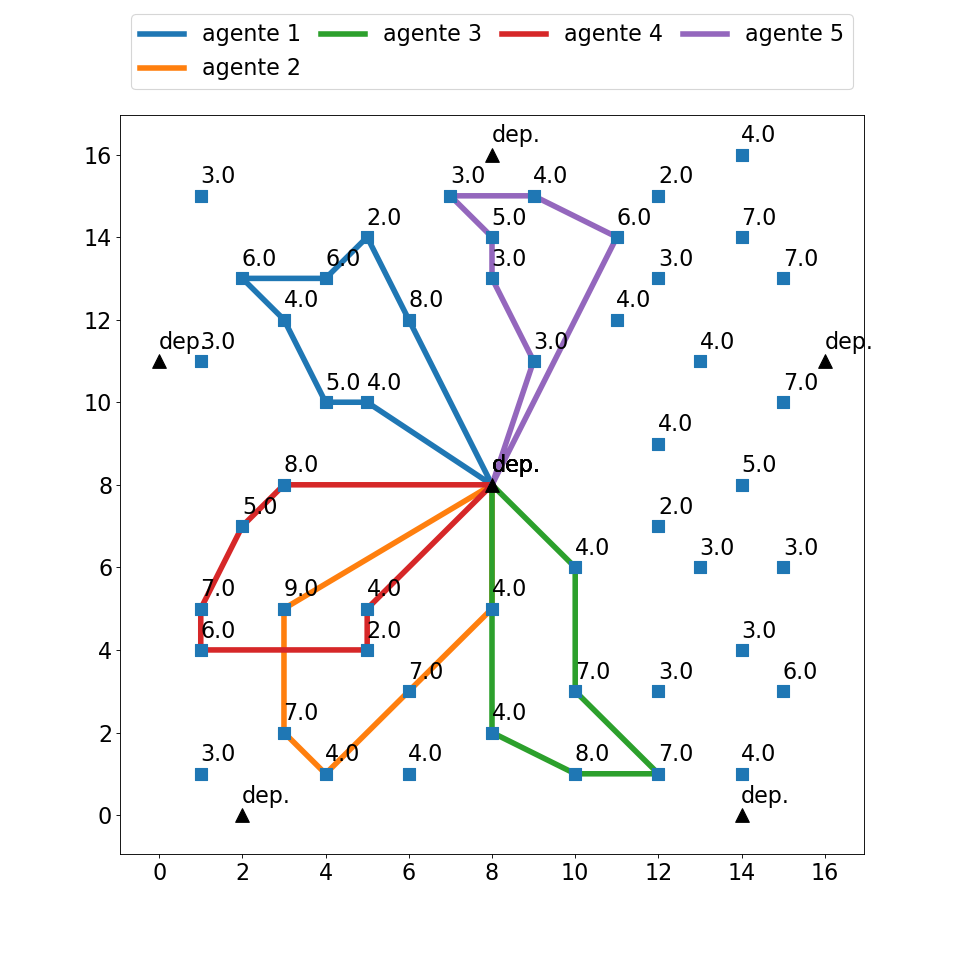 agente 1 agente 3 agente 4 agente 5
agente 2
dep. 4.0
16
3.0 3.0 4.0 2.0
2.0 5.0 6.0 7.0
14
6.0 6.0 3.0 3.0 7.0
4.0 8.0 4.0
12
dep. 3.0 3.0 4.0 dep.
5.0 4.0 7.0
10
4.0
8.0 dep. 5.0
8
5.0 2.0
4.0 3.0 3.0
6
7.0 9.0 4.0 4.0
6.0 2.0 3.0
4
7.0 7.0 3.0 6.0
7.0 4.0
2
3.0 4.0 4.0 8.0 7.0 4.0
dep. dep.
0
0 2 4 6 8 10 12 14 16